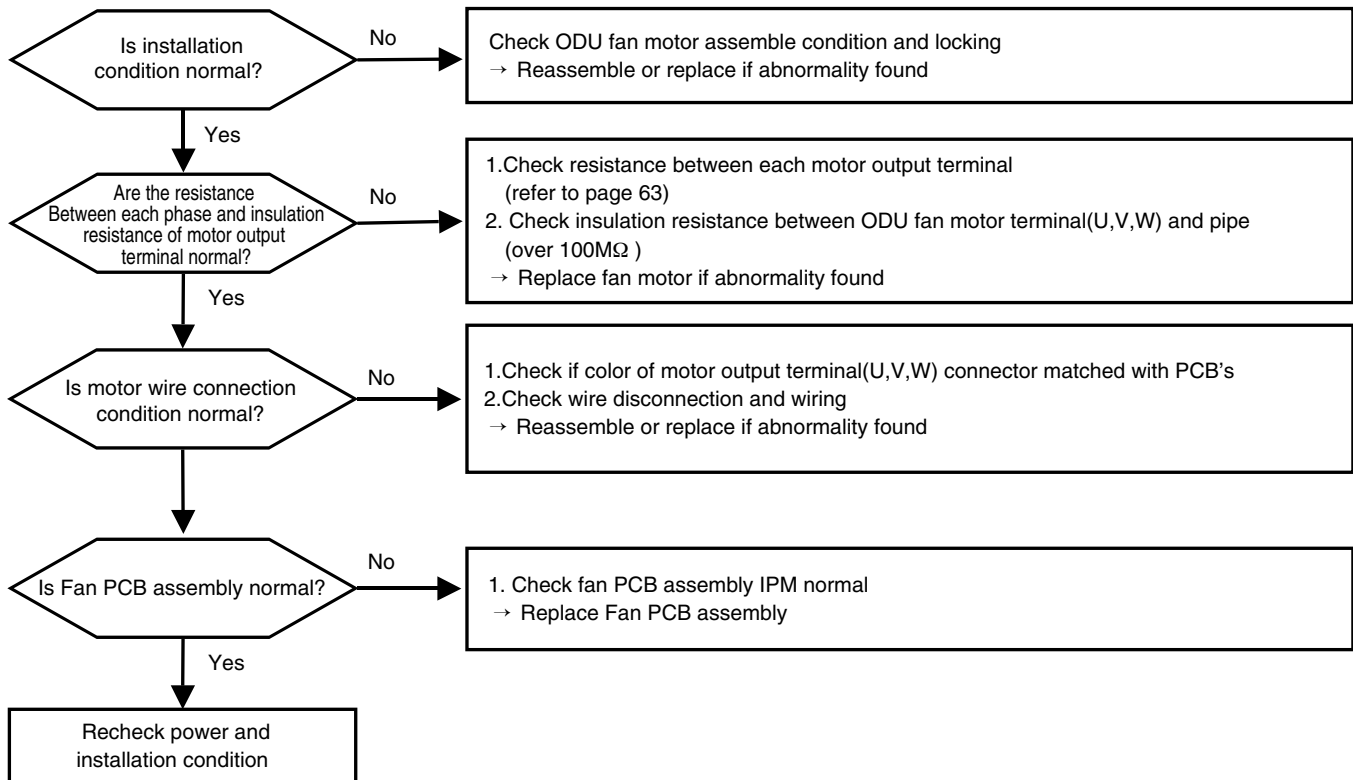 Is installation
condition normal?
No
Check ODU fan motor assemble condition and locking
→ Reassemble or replace if abnormality found
Yes
Are the resistance
Between each phase and insulation
resistance of motor output
terminal normal?
No
1.Check resistance between each motor output terminal
(refer to page 63)
2. Check insulation resistance between ODU fan motor terminal(U,V,W) and pipe
(over 100MΩ )
→ Replace fan motor if abnormality found
Yes
Is motor wire connection
condition normal?
No
1.Check if color of motor output terminal(U,V,W) connector matched with PCB's
2.Check wire disconnection and wiring
→ Reassemble or replace if abnormality found
Is Fan PCB assembly normal?
No
1. Check fan PCB assembly IPM normal
→ Replace Fan PCB assembly
Yes
Recheck power and
installation condition